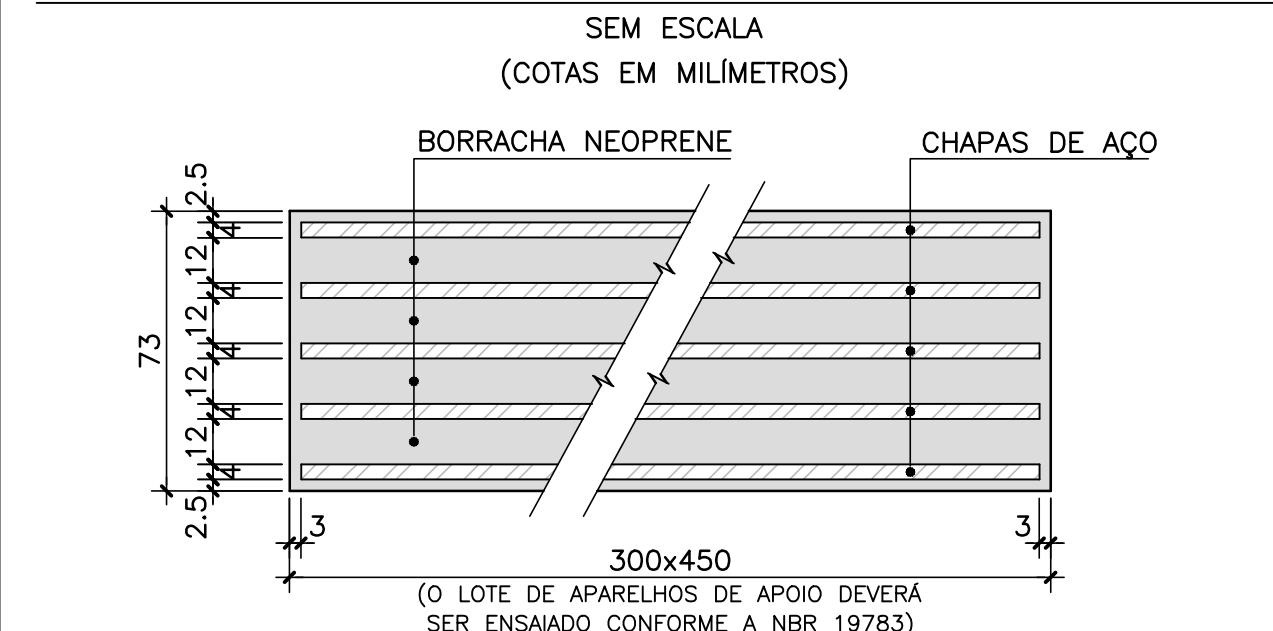 SEM ESCALA
(COTAS EM MILÍMETROS)
BORRACHA NEOPRENE
CHAPAS DE AÇO
2.5
4
12
4
12
4
12
4
12
4
2.5
73
3
3
300x450
(O LOTE DE APARELHOS DE APOIO DEVERÁ
SER ENSAIADO CONFORME A NBR 19783)